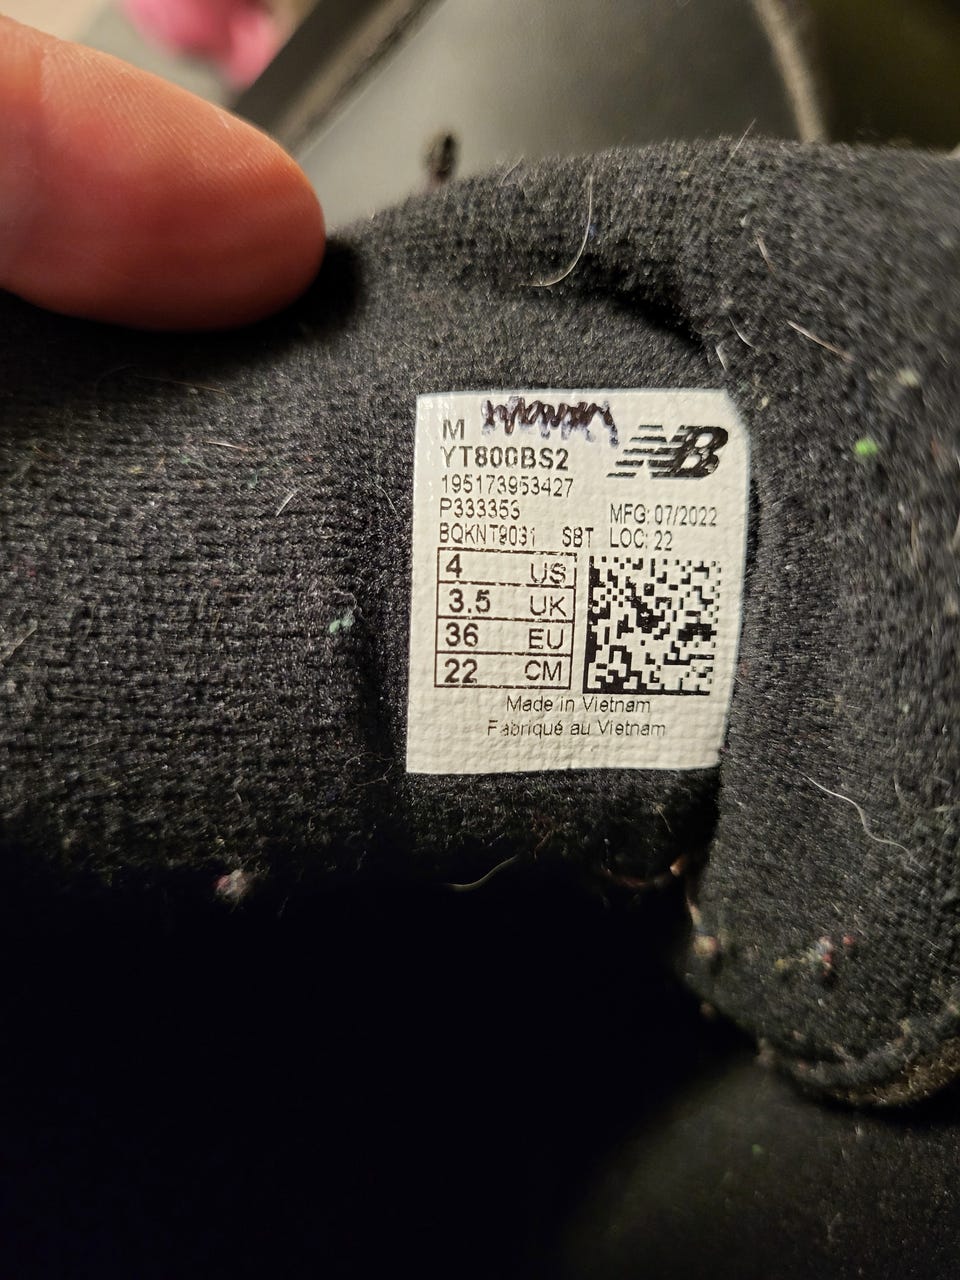 M
YT800BS2
NB
195173953427
P333353
MFG: 07/2022
BQKNT9031 SBT LOC: 22
4 US
3.5 UK
36 EU
22 CM
Made in Vietnam
Fabriqué au Vietnam